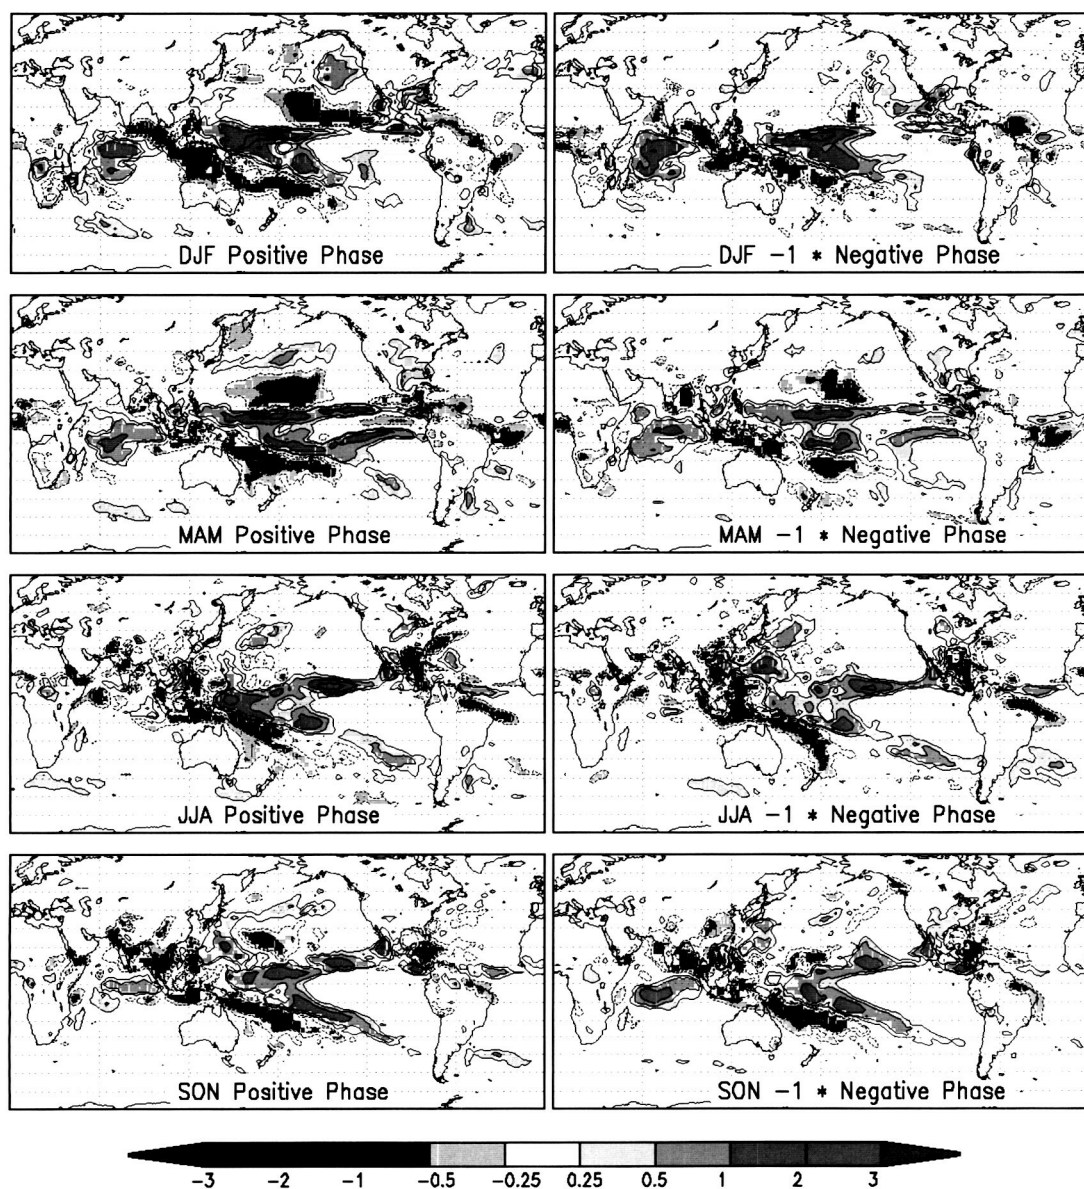 DJF Positive Phase
DJF -1 * Negative Phase
MAM Positive Phase
MAM -1 * Negative Phase
JJA Positive Phase
JJA -1 * Negative Phase
SON Positive Phase
SON -1 * Negative Phase
-3 -2 -1 -0.5 -0.25 0.25 0.5 1 2 3